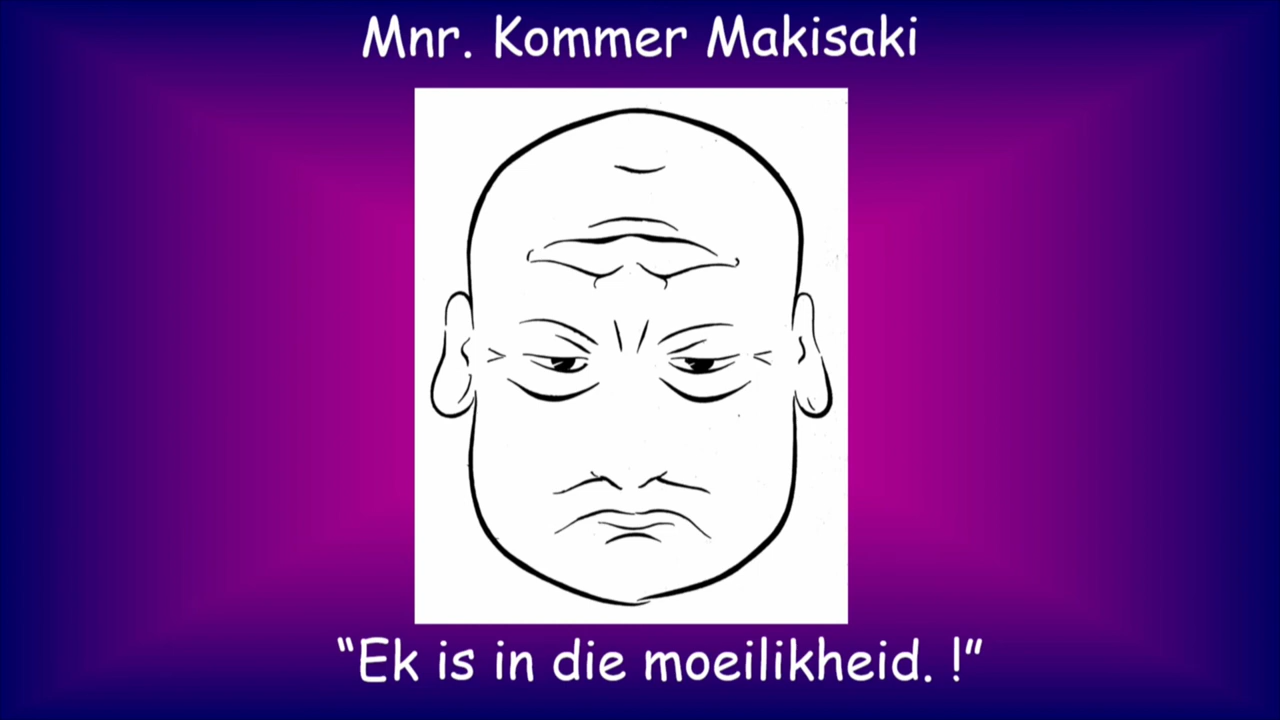 Mnr. Kommer Makisaki
“Ek is in die moeilikheid. !”